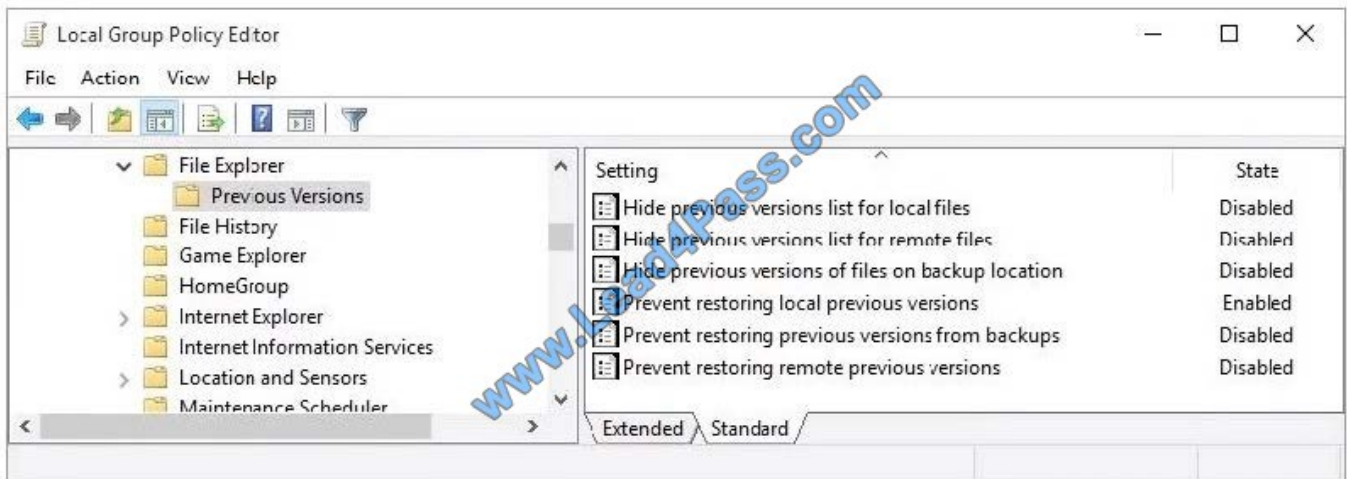 Local Group Policy Editor
File Action View Help
File Explorer
Previous Versions
File History
Game Explorer
HomeGroup
Internet Explorer
Internet Information Services
Location and Sensors
Maintenance Scheduler
Setting State
Hide previous versions list for local files Disabled
Hide previous versions list for remote files Disabled
Hide previous versions of files on backup location Disabled
Prevent restoring local previous versions Enabled
Prevent restoring previous versions from backups Disabled
Prevent restoring remote previous versions Disabled
Extended Standard
www.Lead4Pass.com